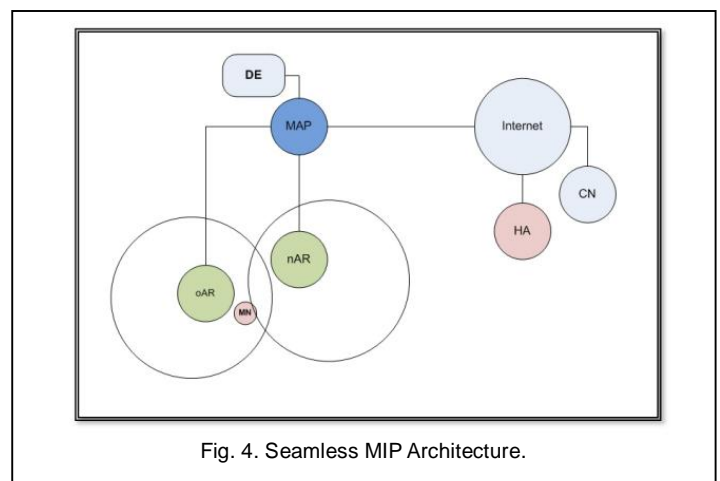 DE
MAP
Internet
CN
HA
nAR
oAR
MN
Fig. 4. Seamless MIP Architecture.